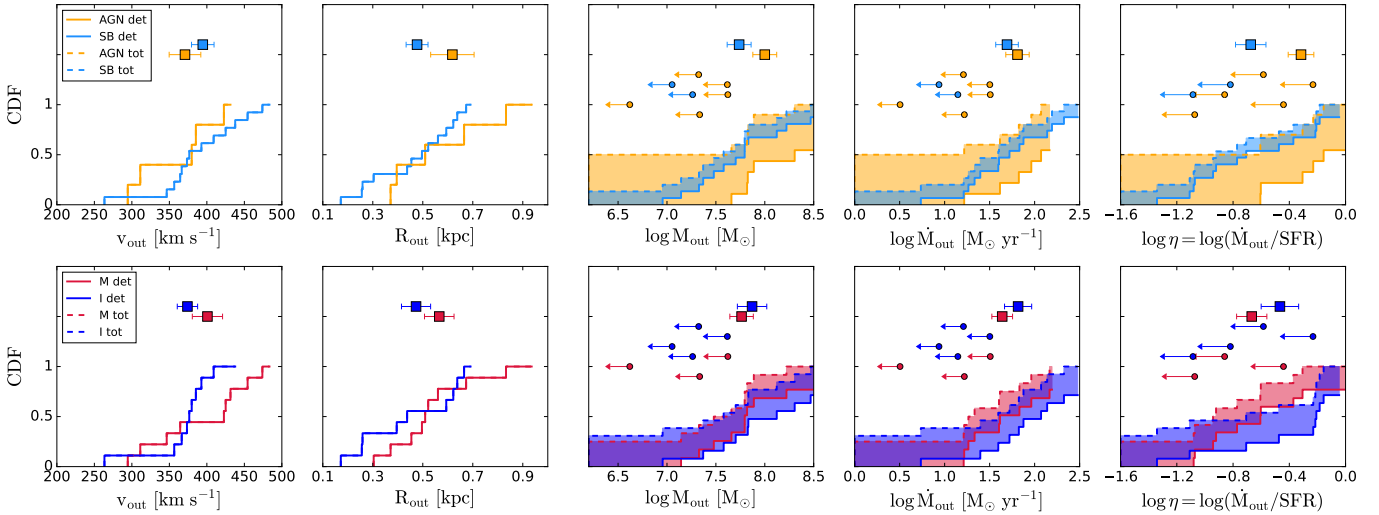 AGN det
SB det
AGN tot
SB tot
CDF
1
0.5
0
200 250 300 350 400 450 500
0.1 0.3 0.5 0.7 0.9
6.5 7.0 7.5 8.0 8.5
0.0 0.5 1.0 1.5 2.0 2.5
−1.6 −1.2 −0.8 −0.4 0.0
v_out [km s⁻¹]
R_out [kpc]
log M_out [M_⊙]
log Ṁ_out [M_⊙ yr⁻¹]
log η = log(Ṁ_out/SFR)
M det
I det
M tot
I tot
CDF
1
0.5
0
200 250 300 350 400 450 500
0.1 0.3 0.5 0.7 0.9
6.5 7.0 7.5 8.0 8.5
0.0 0.5 1.0 1.5 2.0 2.5
−1.6 −1.2 −0.8 −0.4 0.0
v_out [km s⁻¹]
R_out [kpc]
log M_out [M_⊙]
log Ṁ_out [M_⊙ yr⁻¹]
log η = log(Ṁ_out/SFR)